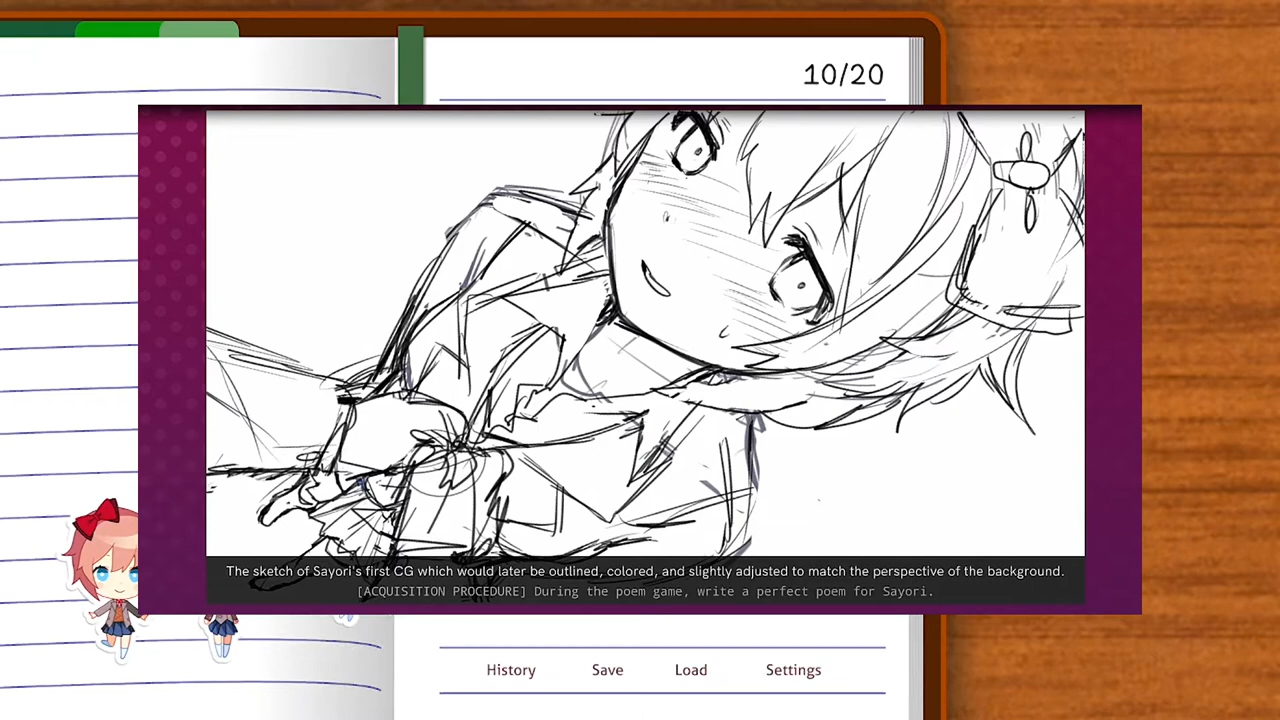 10/20
The sketch of Sayori's first CG which would later be outlined, colored, and slightly adjusted to match the perspective of the background.
[ACQUISITION PROCEDURE] During the poem game, write a perfect poem for Sayori.
History Save Load Settings